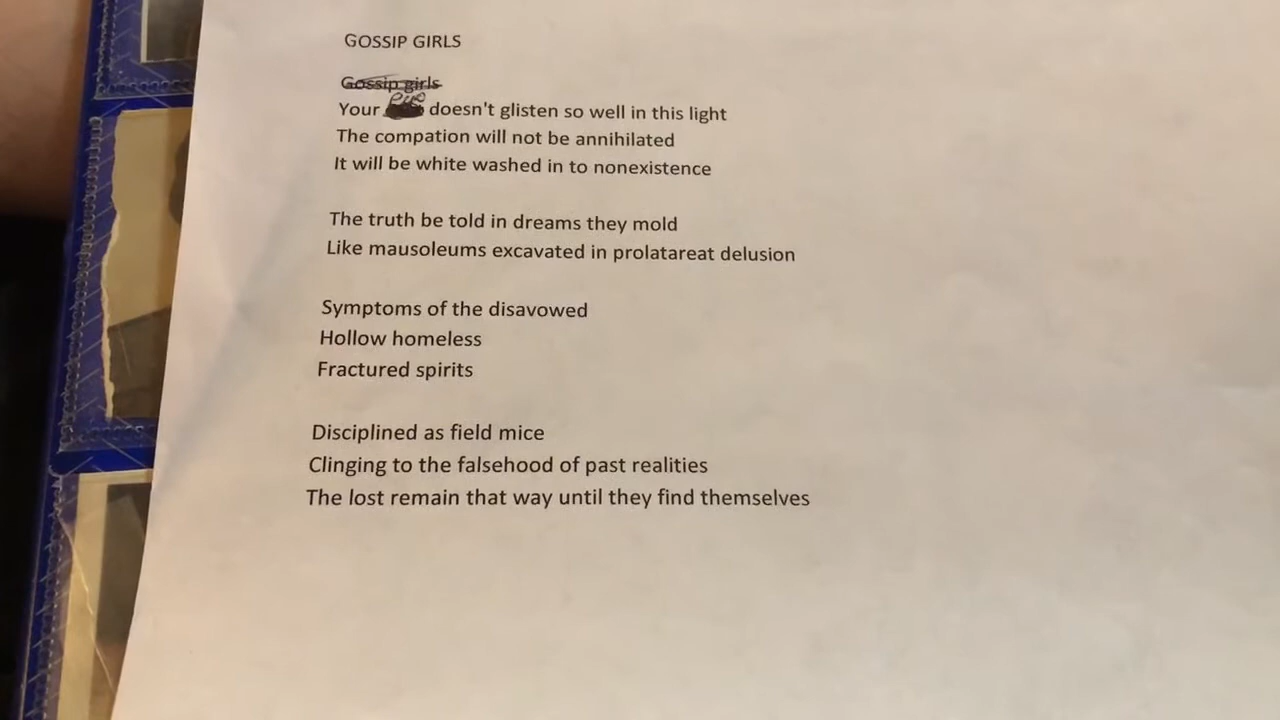 GOSSIP GIRLS
Gossip girls
Your doesn't glisten so well in this light
The compation will not be annihilated
It will be white washed in to nonexistence
The truth be told in dreams they mold
Like mausoleums excavated in prolatareat delusion
Symptoms of the disavowed
Hollow homeless
Fractured spirits
Disciplined as field mice
Clinging to the falsehood of past realities
The lost remain that way until they find themselves